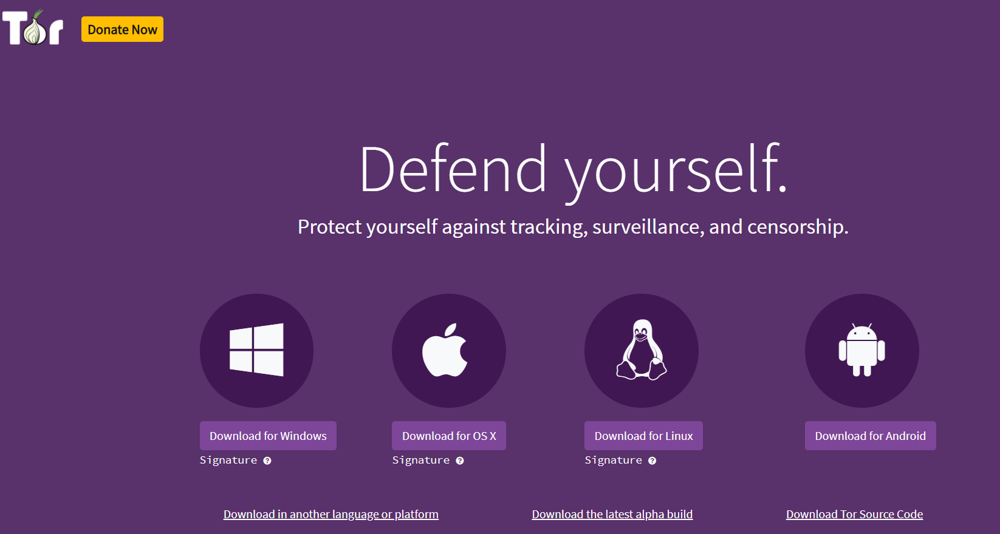 Tor
Donate Now
Defend yourself.
Protect yourself against tracking, surveillance, and censorship.
Download for Windows
Download for OS X
Download for Linux
Download for Android
Signature ?
Signature ?
Signature ?
Download in another language or platform
Download the latest alpha build
Download Tor Source Code